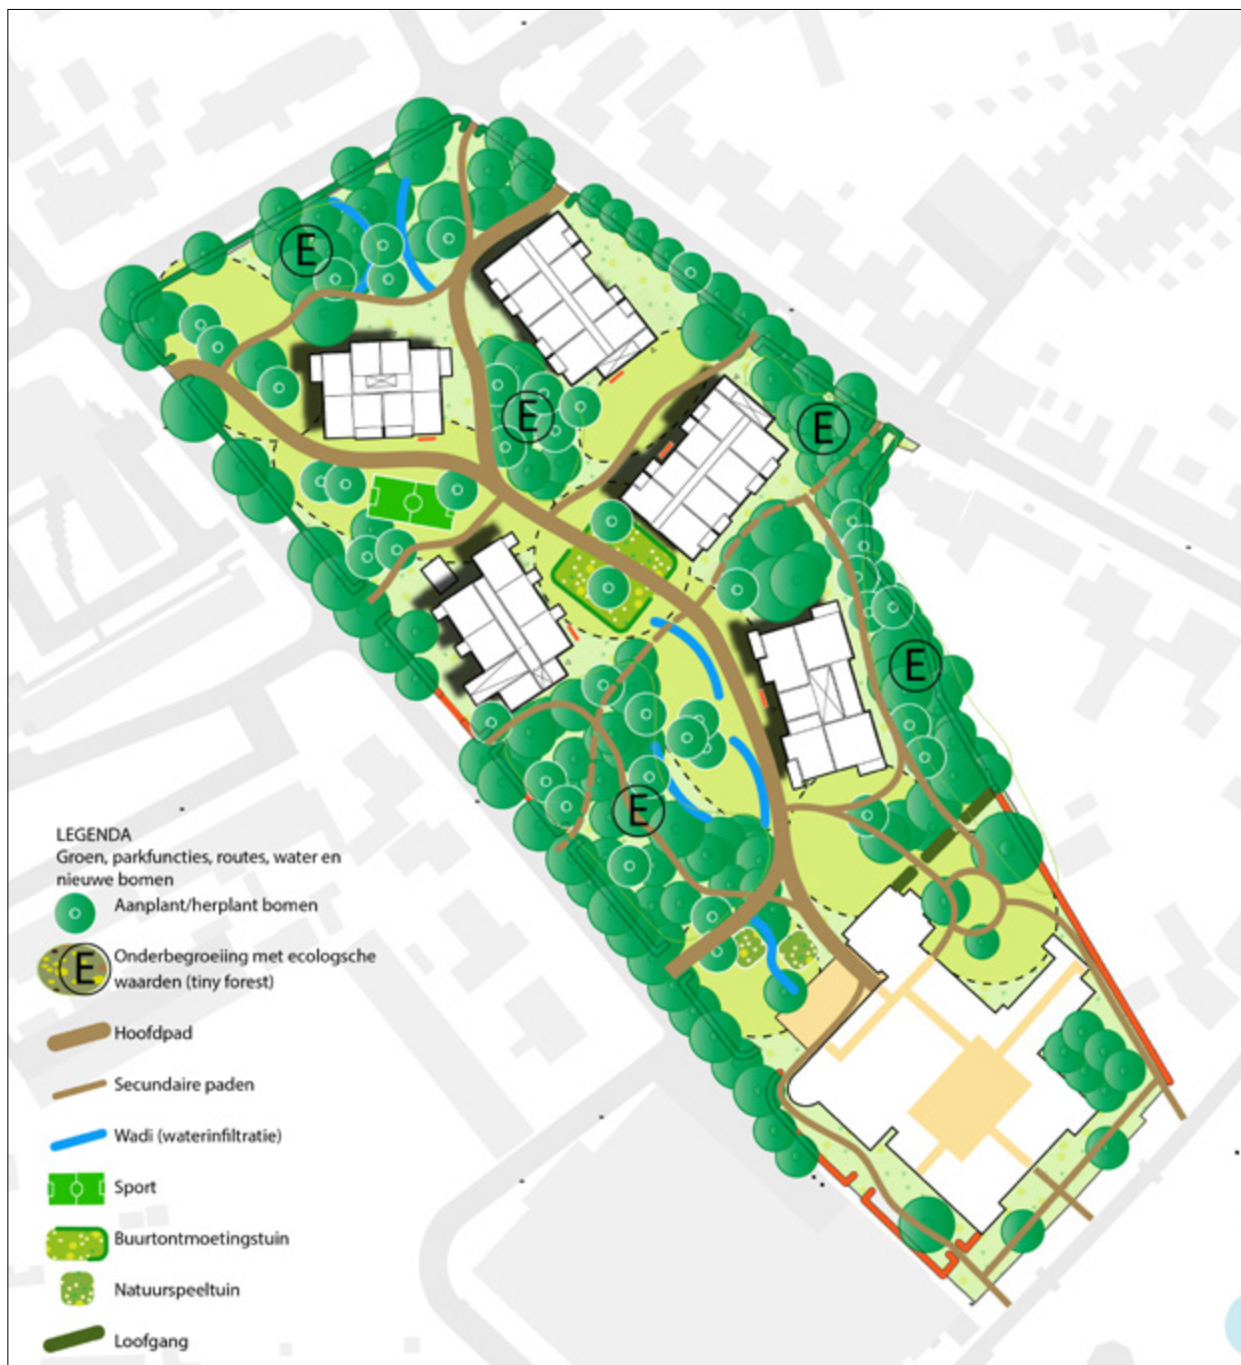 E
E
E
E
E
LEGENDA
Groen, parkfuncties, routes, water en
nieuwe bomen
Aanplant/herplant bomen
E
Onderbegroeiing met ecologsche
waarden (tiny forest)
Hoofdpad
Secundaire paden
Wadi (waterinfiltratie)
Sport
Buurtontmoetingstuin
Natuurspeeltuin
Loofgang